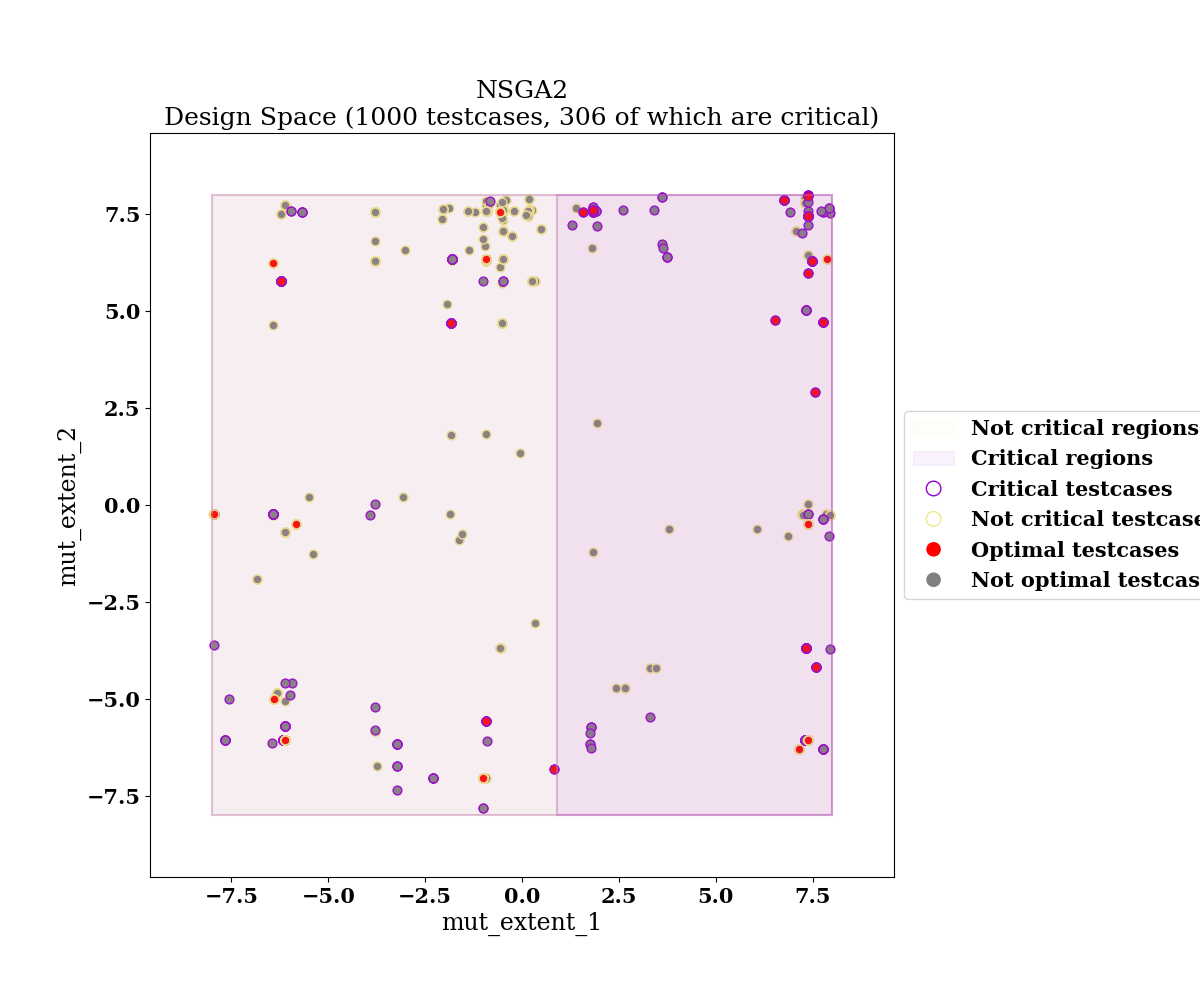 NSGA2
Design Space (1000 testcases, 306 of which are critical)
7.5
5.0
2.5
0.0
−2.5
−5.0
−7.5
mut_extent_2
−7.5
−5.0
−2.5
0.0
2.5
5.0
7.5
mut_extent_1
Not critical regions
Critical regions
Critical testcases
Not critical testcase
Optimal testcases
Not optimal testcas